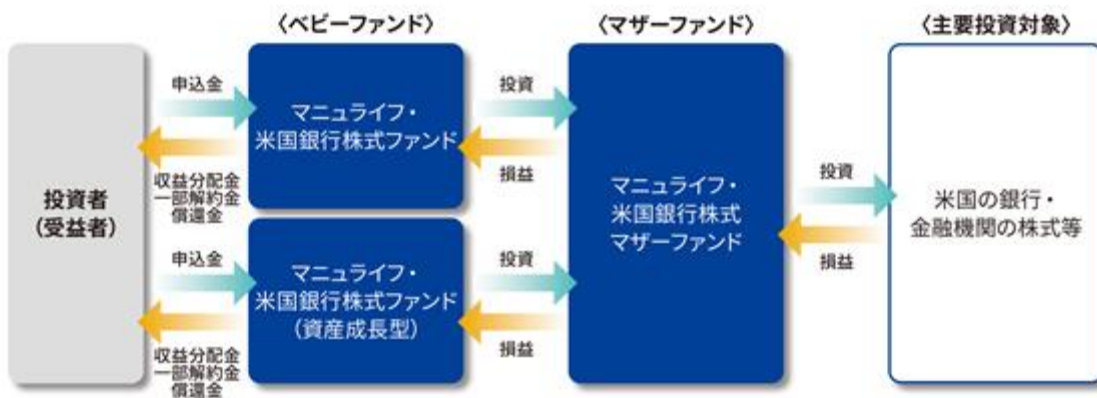 〈ベビーファンド〉
〈マザーファンド〉
〈主要投資対象〉
投資者
（受益者）
申込金
収益分配金
一部解約金
償還金
マニュライフ・
米国銀行株式ファンド
投資
損益
申込金
収益分配金
一部解約金
償還金
マニュライフ・
米国銀行株式ファンド
（資産成長型）
投資
損益
マニュライフ・
米国銀行株式
マザーファンド
投資
損益
米国の銀行・
金融機関の株式等